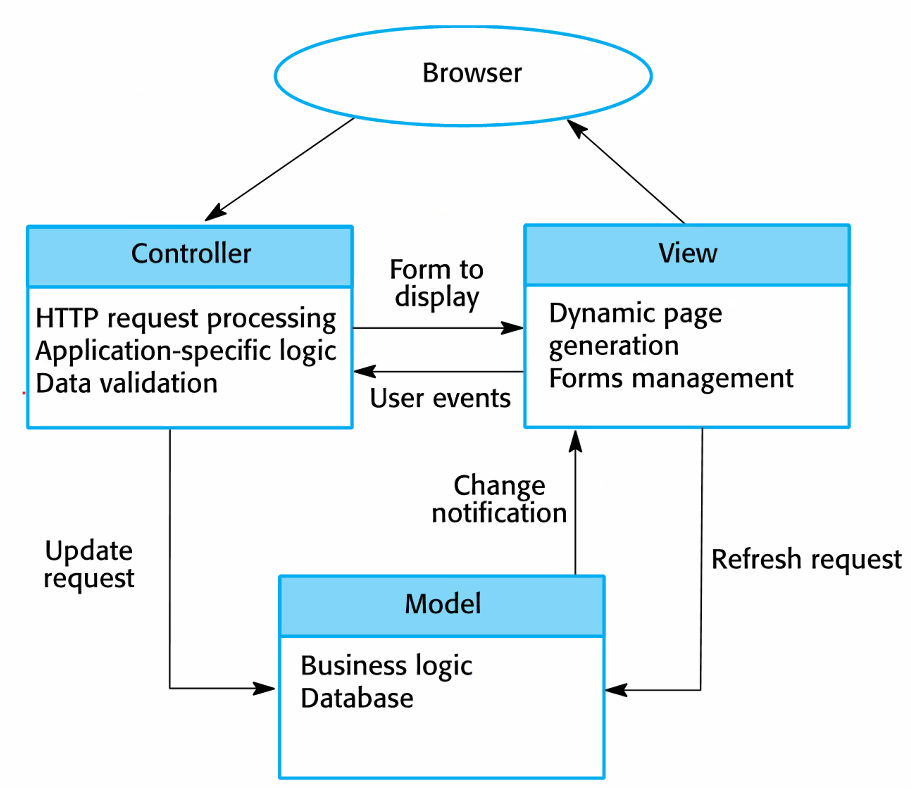 Browser
Controller
HTTP request processing
Application-specific logic
Data validation
Form to
display
User events
View
Dynamic page
generation
Forms management
Update
request
Change
notification
Refresh request
Model
Business logic
Database